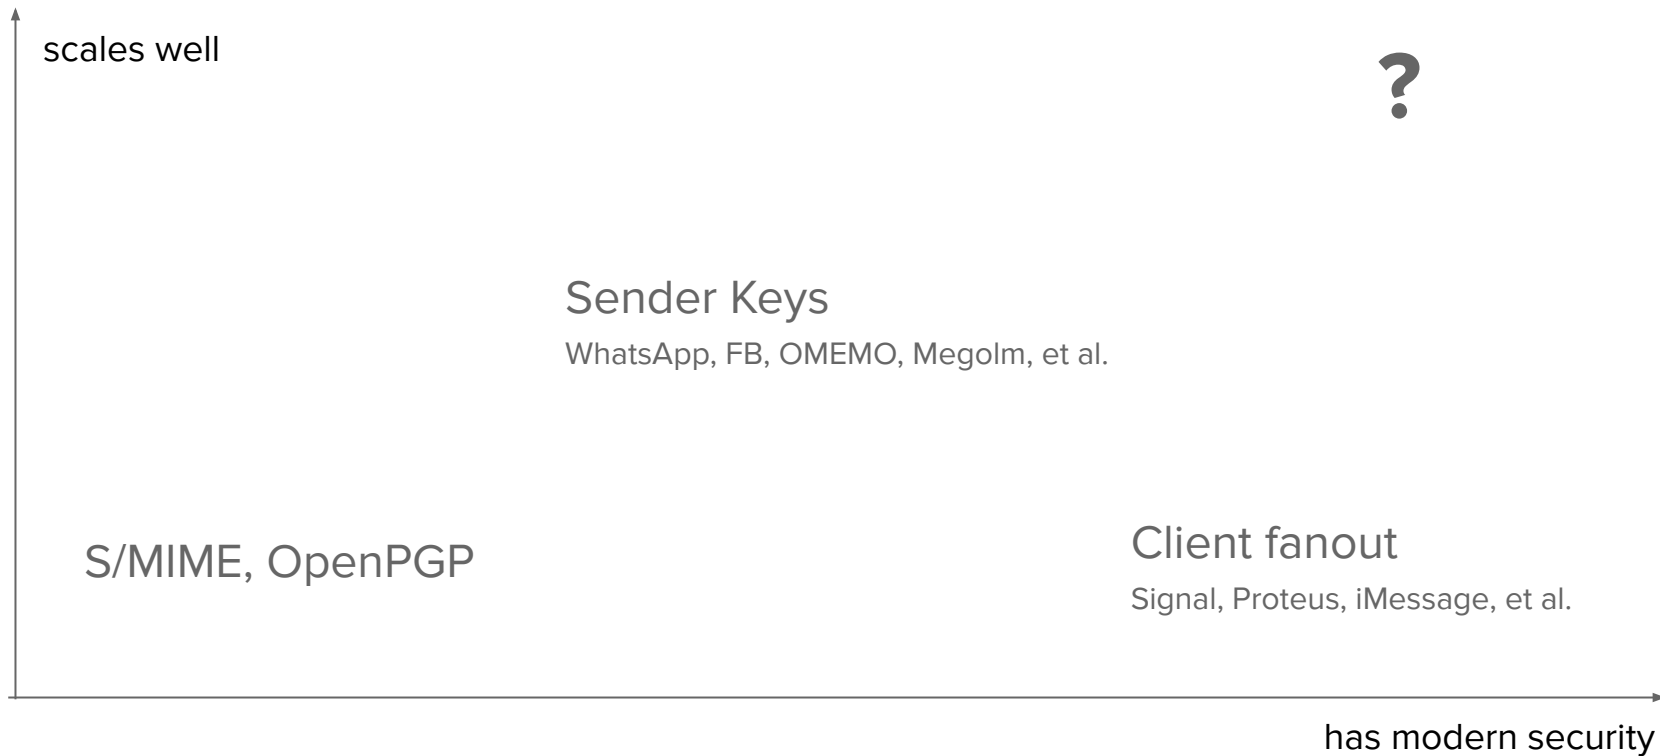 scales well
?
Sender Keys
WhatsApp, FB, OMEMO, Megolm, et al.
S/MIME, OpenPGP
Client fanout
Signal, Proteus, iMessage, et al.
has modern security